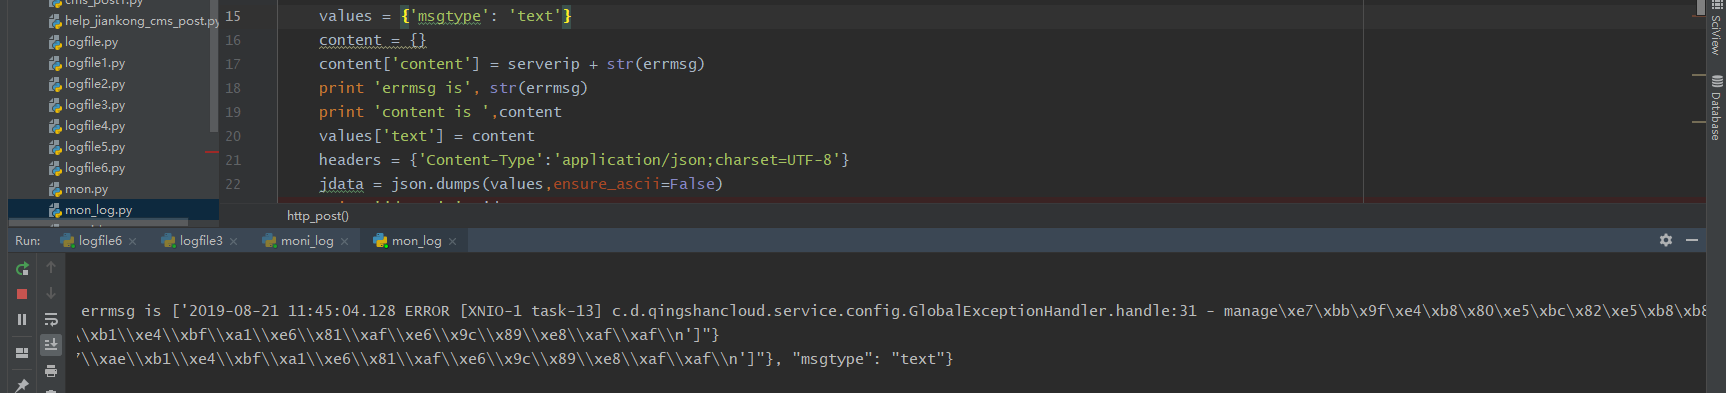 cms_post1.py
help_jiankong_cms_post.py
logfile.py
logfile1.py
logfile2.py
logfile3.py
logfile4.py
logfile5.py
logfile6.py
mon.py
mon_log.py
15 values = {'msgtype': 'text'}
16 content = {}
17 content['content'] = serverip + str(errmsg)
18 print 'errmsg is', str(errmsg)
19 print 'content is ',content
20 values['text'] = content
21 headers = {'Content-Type':'application/json;charset=UTF-8'}
22 jdata = json.dumps(values,ensure_ascii=False)
http_post()
SciView
Database
Run: logfile6 logfile3 moni_log mon_log
errmsg is ['2019-08-21 11:45:04.128 ERROR [XNIO-1 task-13] c.d.qingshancloud.service.config.GlobalExceptionHandler.handle:31 - manage\xe7\xbb\x9f\xe4\xb8\x80\xe5\xbc\x82\xe5\xb8\xb8
\\xb1\\xe4\\xbf\\xa1\\xe6\\x81\\xaf\\xe6\\x9c\\x89\\xe8\\xaf\\xaf\\n']"}
\\xae\\xb1\\xe4\\xbf\\xa1\\xe6\\x81\\xaf\\xe6\\x9c\\x89\\xe8\\xaf\\xaf\\n']"}, "msgtype": "text"}